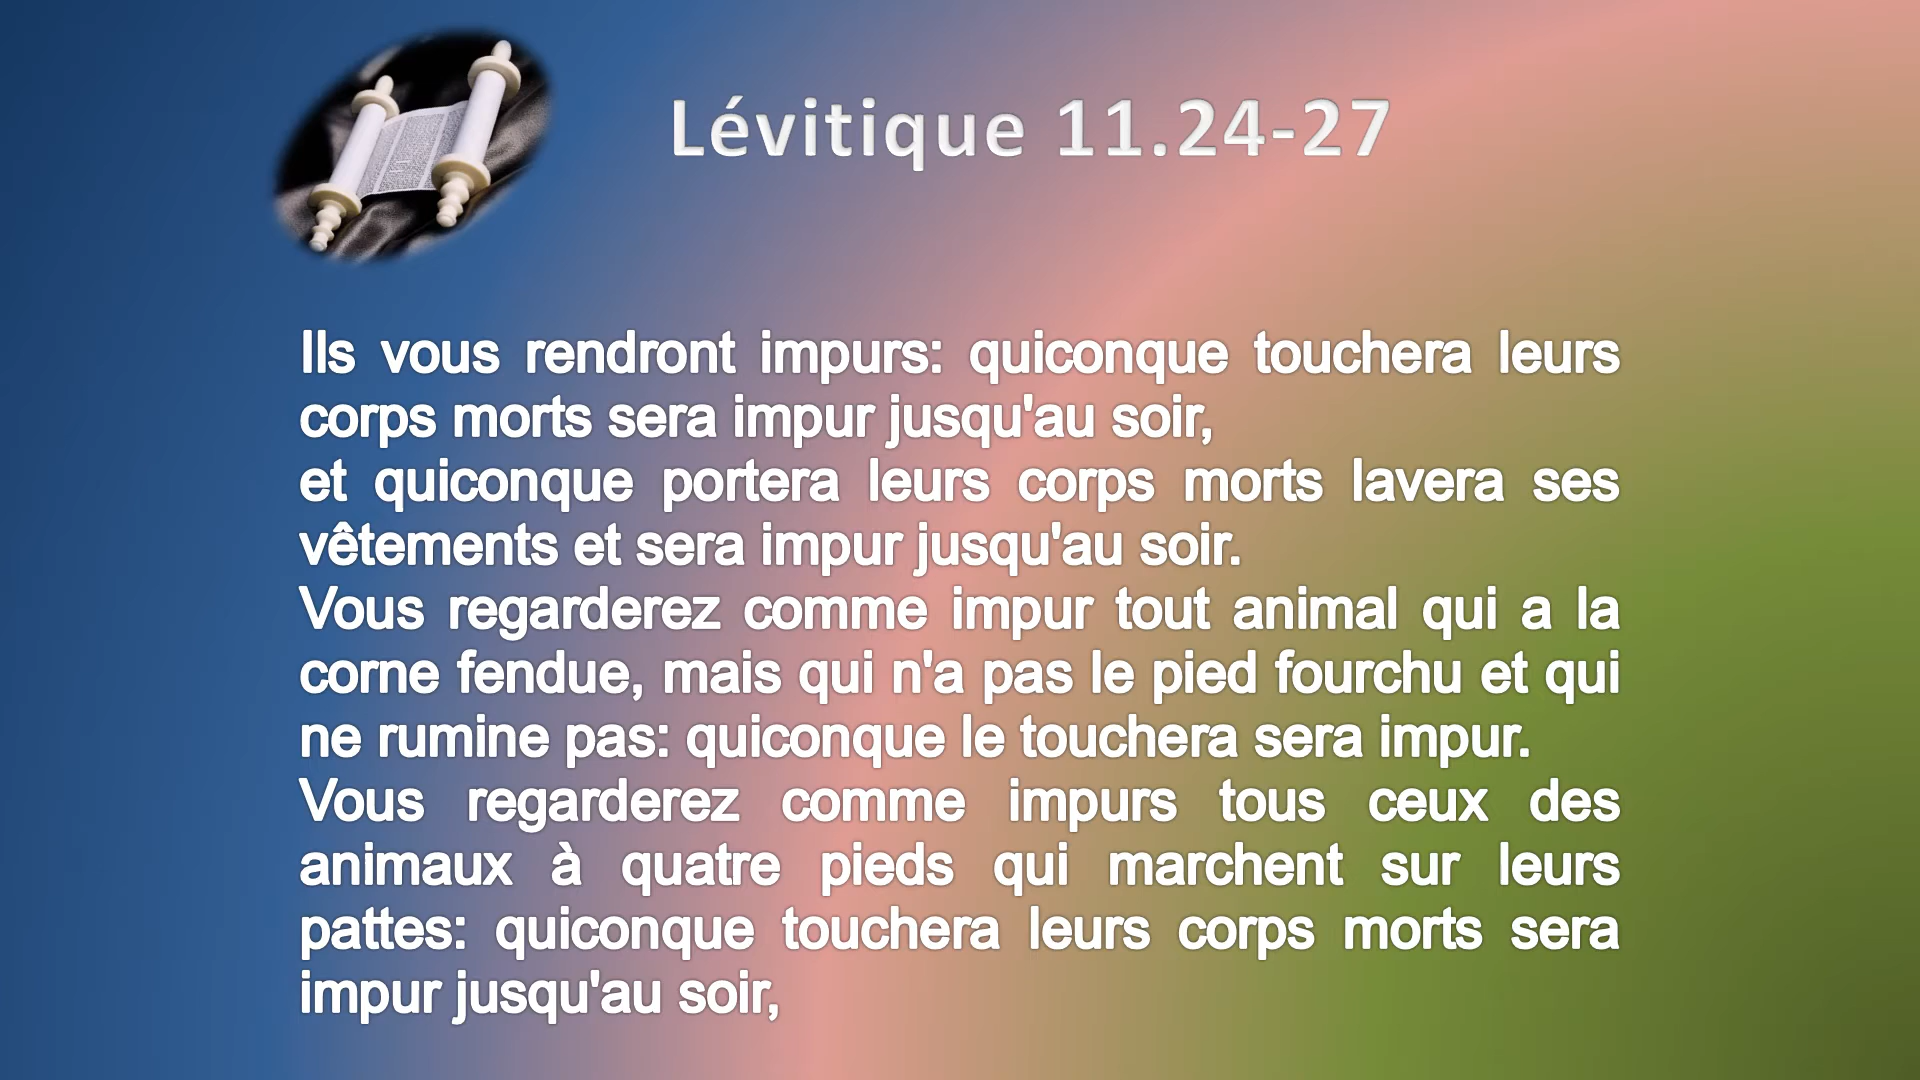 Lévitique 11.24-27
Ils vous rendront impurs: quiconque touchera leurs
corps morts sera impur jusqu'au soir,
et quiconque portera leurs corps morts lavera ses
vêtements et sera impur jusqu'au soir.
Vous regarderez comme impur tout animal qui a la
corne fendue, mais qui n'a pas le pied fourchu et qui
ne rumine pas: quiconque le touchera sera impur.
Vous regarderez comme impurs tous ceux des
animaux à quatre pieds qui marchent sur leurs
pattes: quiconque touchera leurs corps morts sera
impur jusqu'au soir,